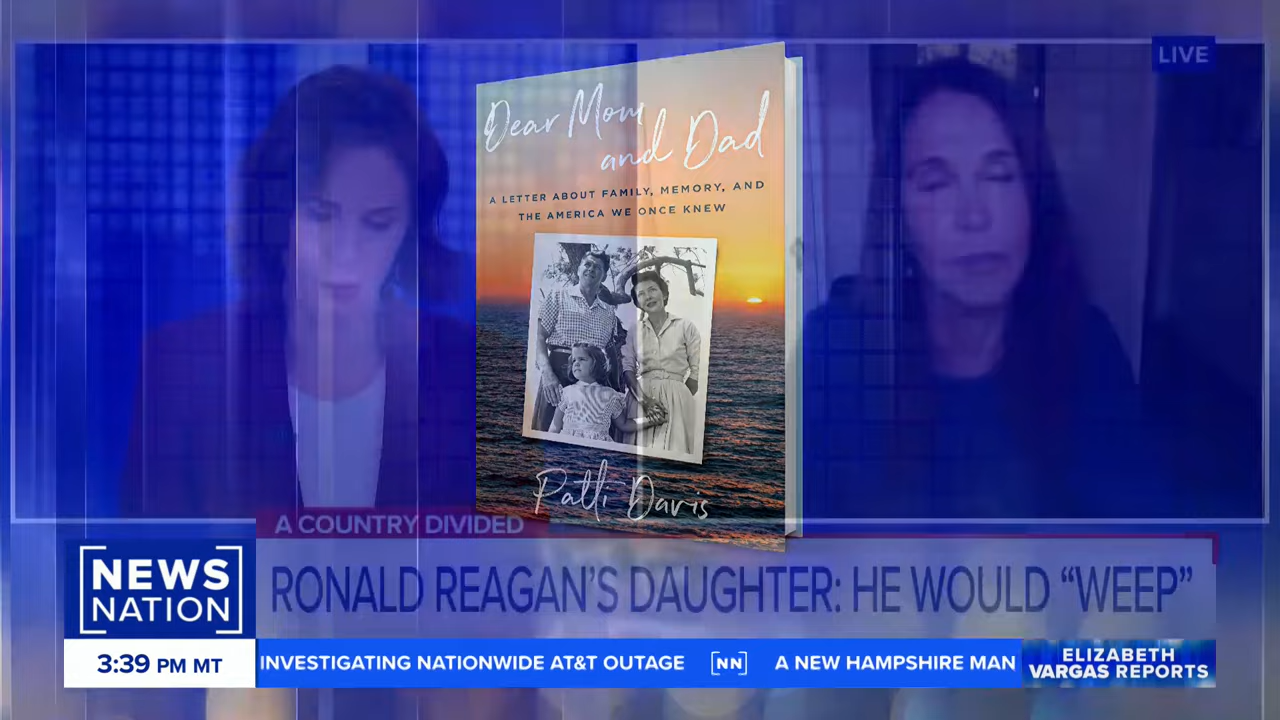 LIVE
Dear Mom
and Dad
A LETTER ABOUT FAMILY, MEMORY, AND
THE AMERICA WE ONCE KNEW
Patti Davis
A COUNTRY DIVIDED
NEWS
NATION
RONALD REAGAN'S DAUGHTER: HE WOULD “WEEP”
3:39 PM MT
INVESTIGATING NATIONWIDE AT&T OUTAGE NN A NEW HAMPSHIRE MAN
ELIZABETH
VARGAS REPORTS